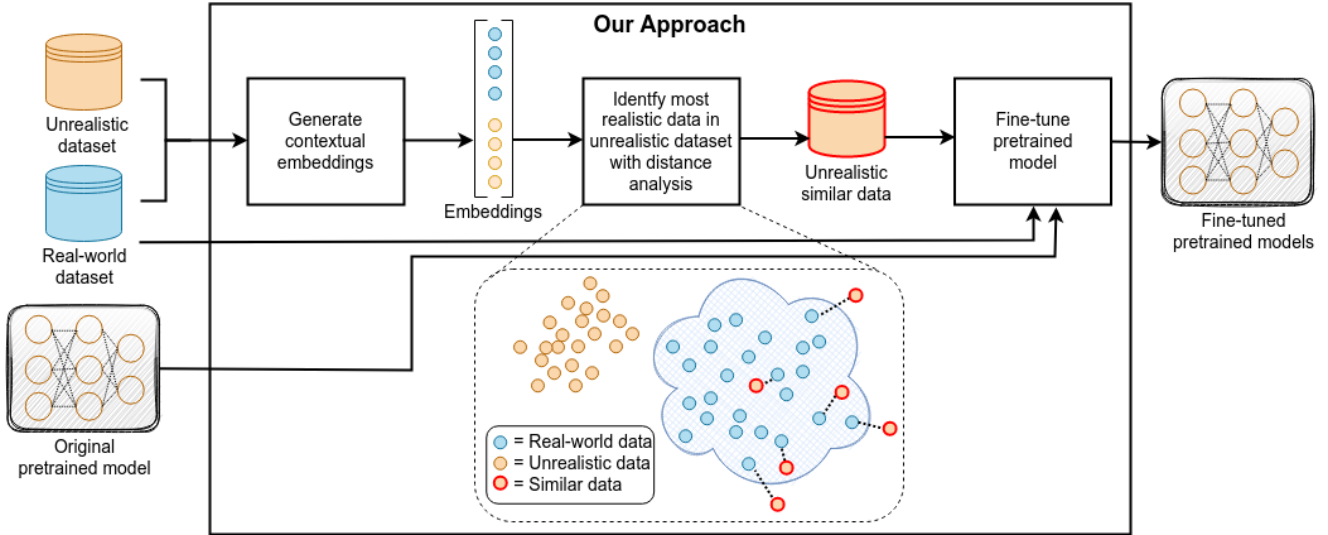 Our Approach
Unrealistic
dataset
Real-world
dataset
Original
pretrained model
Generate
contextual
embeddings
Embeddings
Identfy most
realistic data in
unrealistic dataset
with distance
analysis
Unrealistic
similar data
Fine-tune
pretrained
model
Fine-tuned
pretrained models
= Real-world data
= Unrealistic data
= Similar data